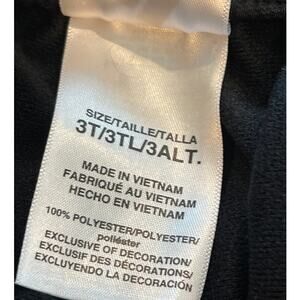 SIZE/TAILLE/TALLA
3T/3TL/3ALT.
MADE IN VIETNAM
FABRIQUÉ AU VIETNAM
HECHO EN VIETNAM
100% POLYESTER/POLYESTER/
poliéster
EXCLUSIVE OF DECORATION/
EXCLUSIF DES DÉCORATIONS/
EXCLUYENDO LA DECORACIÓN